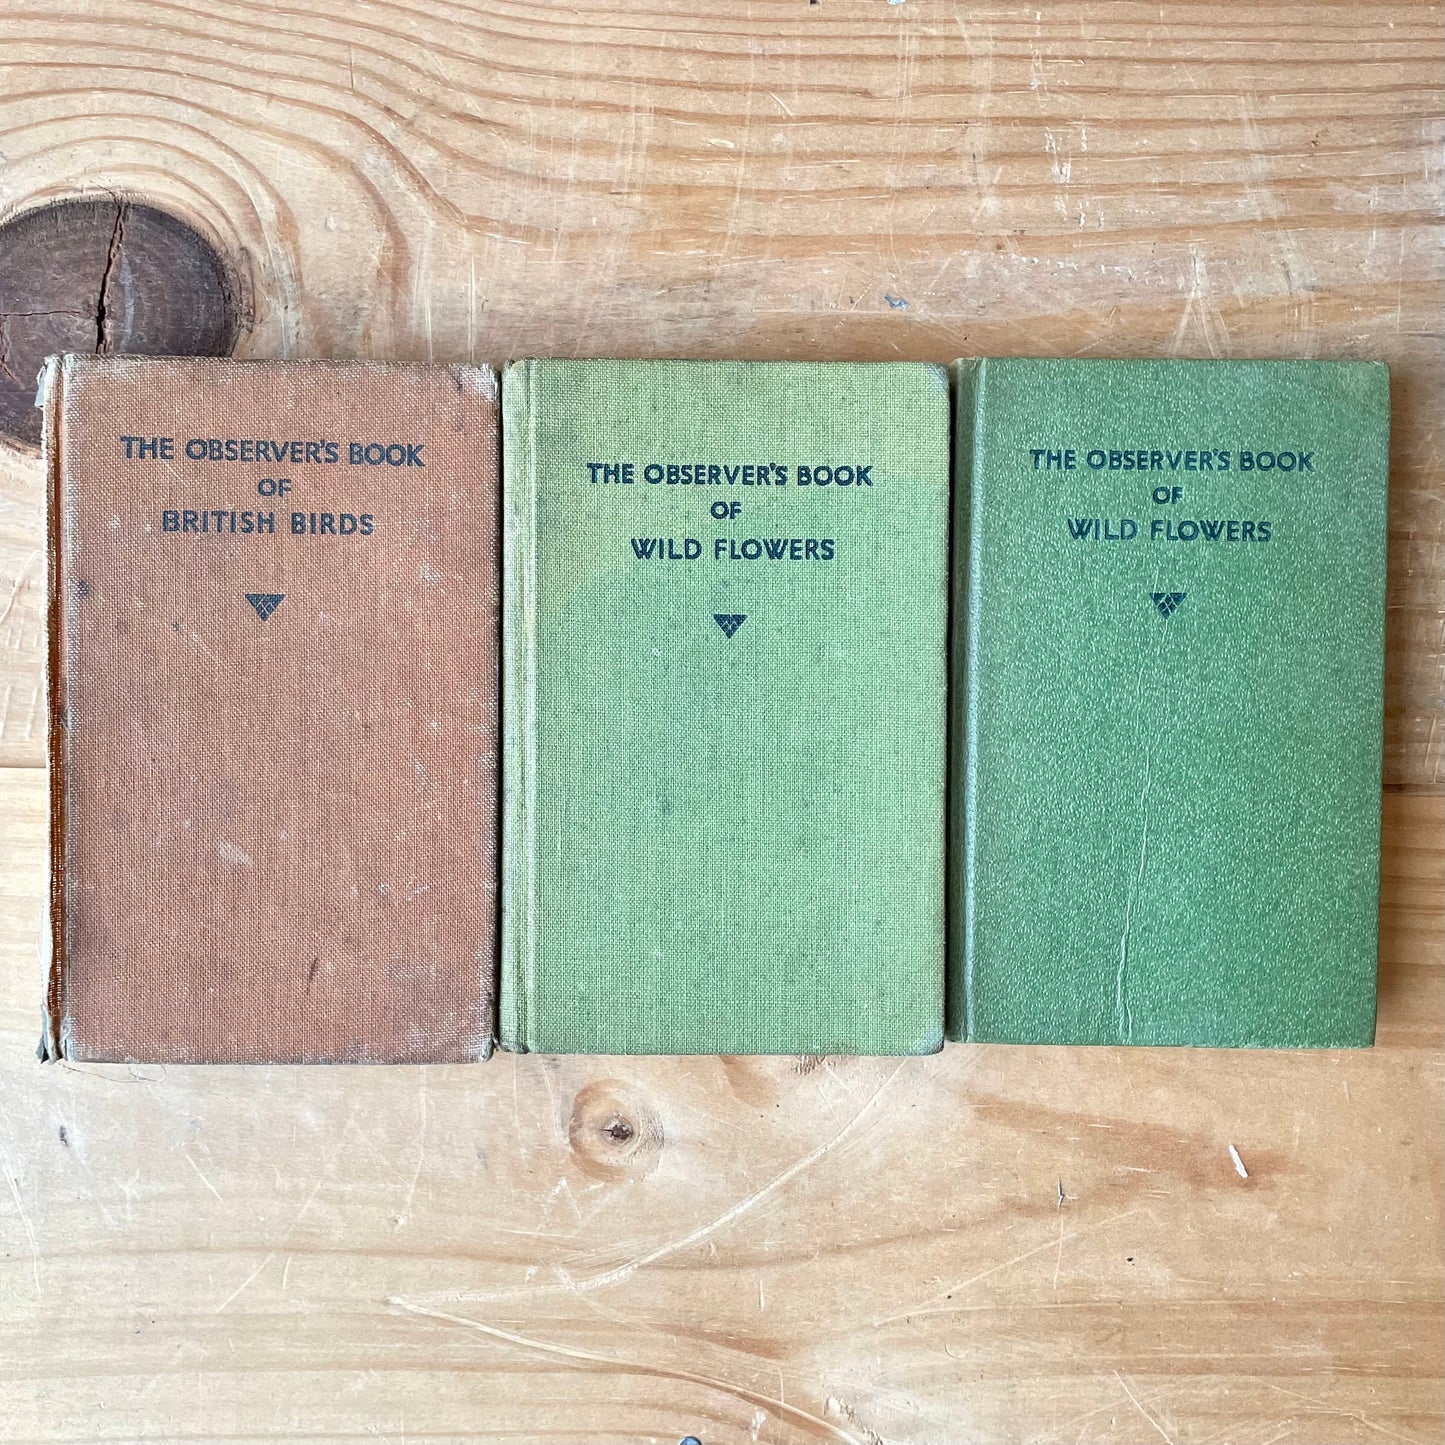 THE OBSERVER'S BOOK
OF
BRITISH BIRDS
THE OBSERVER'S BOOK
OF
WILD FLOWERS
THE OBSERVER'S BOOK
OF
WILD FLOWERS